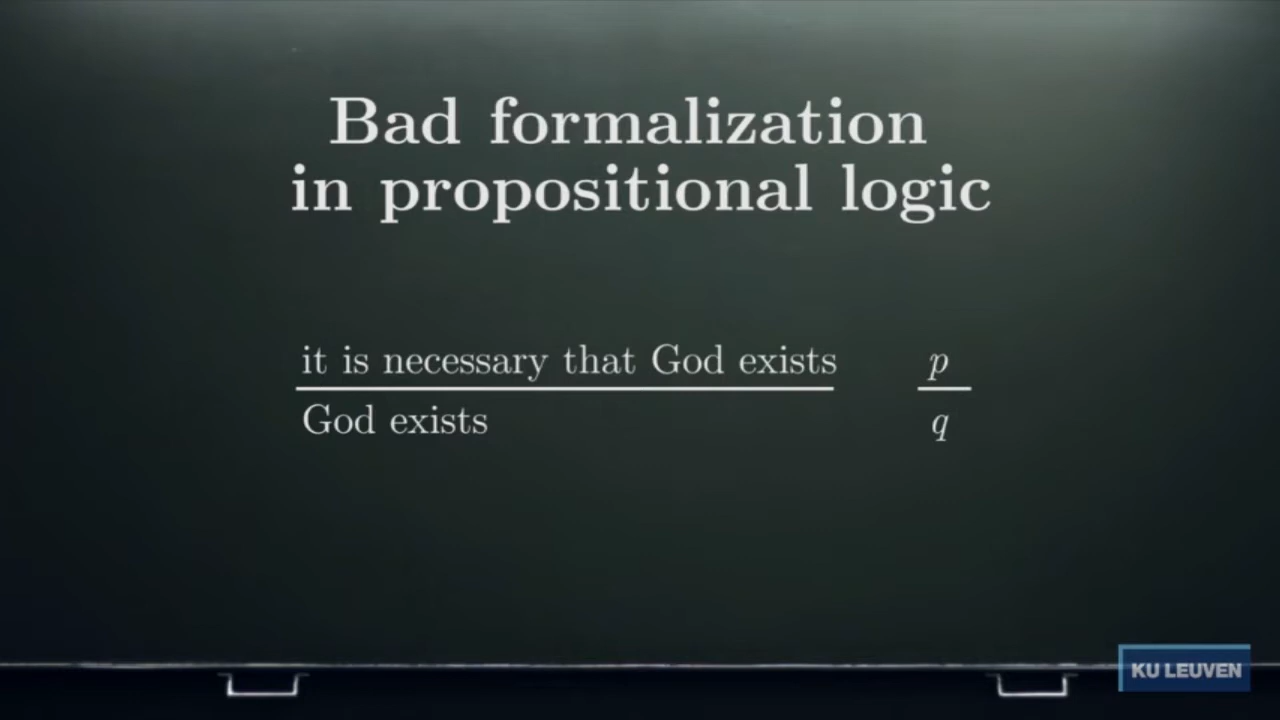 Bad formalization
in propositional logic
it is necessary that God exists p
God exists q
KU LEUVEN